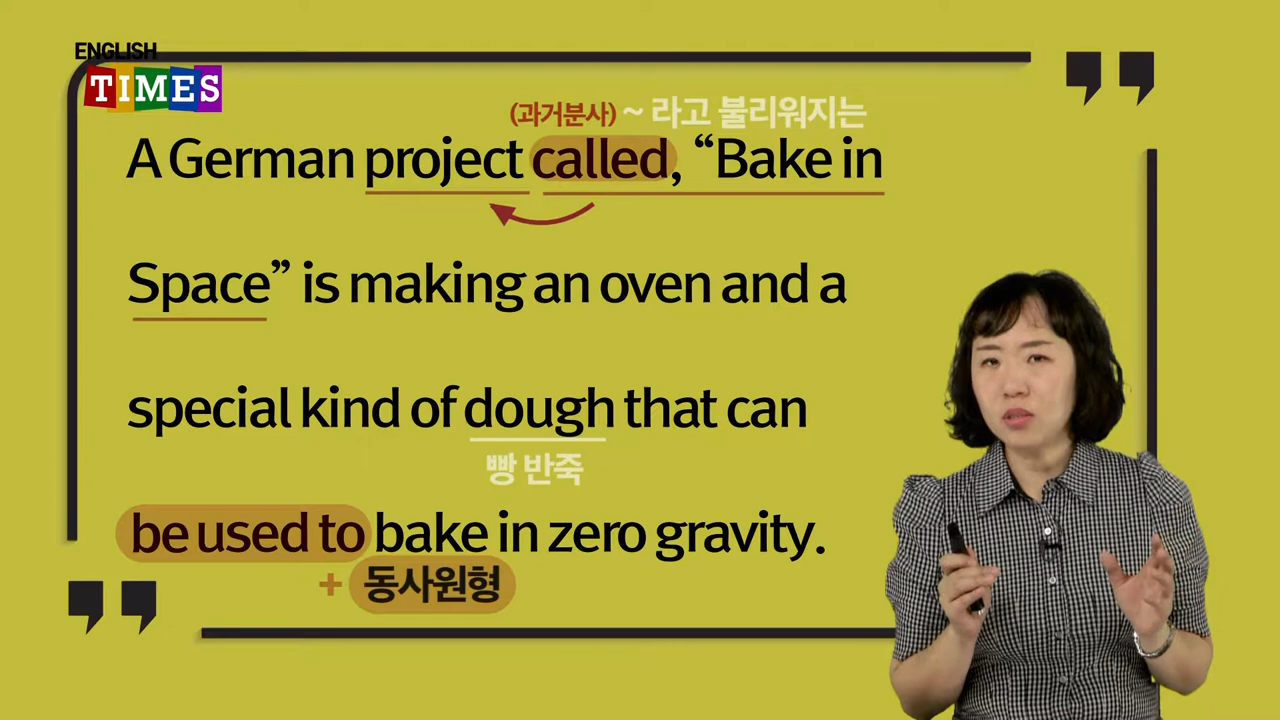 ENGLISH
TIMES
(과거분사) ~ 라고 불리워지는
A German project called, “Bake in
Space” is making an oven and a
special kind of dough that can
빵 반죽
be used to bake in zero gravity.
+ 동사원형